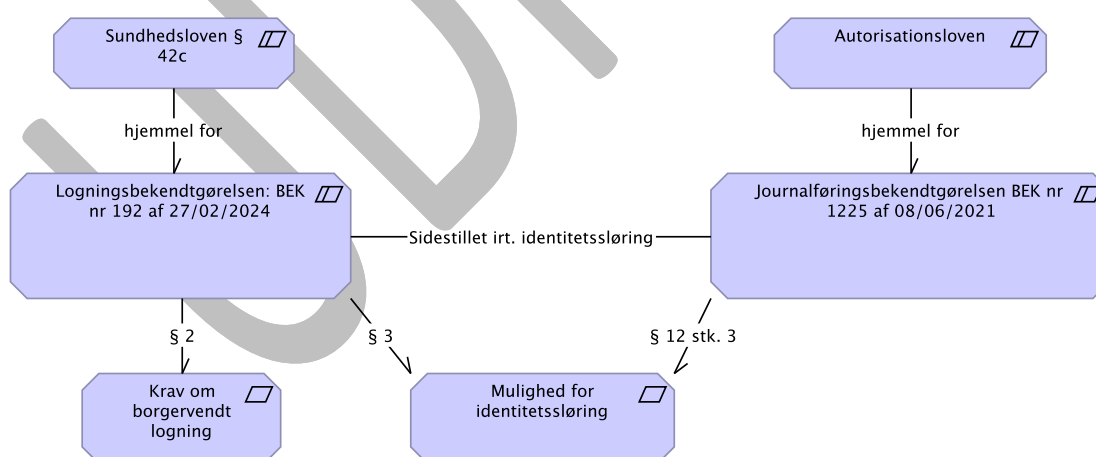 Sundhedsloven §
42c
Autorisationsloven
hjemmel for
hjemmel for
Logningsbekendtgørelsen: BEK
nr 192 af 27/02/2024
Journalføringsbekendtgørelsen BEK nr
1225 af 08/06/2021
Sidestillet irt. identitetssløring
§ 2
§ 3
§ 12 stk. 3
Krav om
borgervendt
logning
Mulighed for
identitetssløring